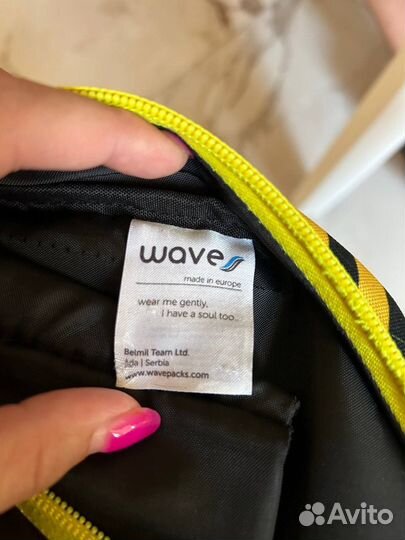 wave
made in europe
wear me gently,
I have a soul too...
Belmil Team Ltd.
Ada | Serbia
www.wavepacks.com
Avito